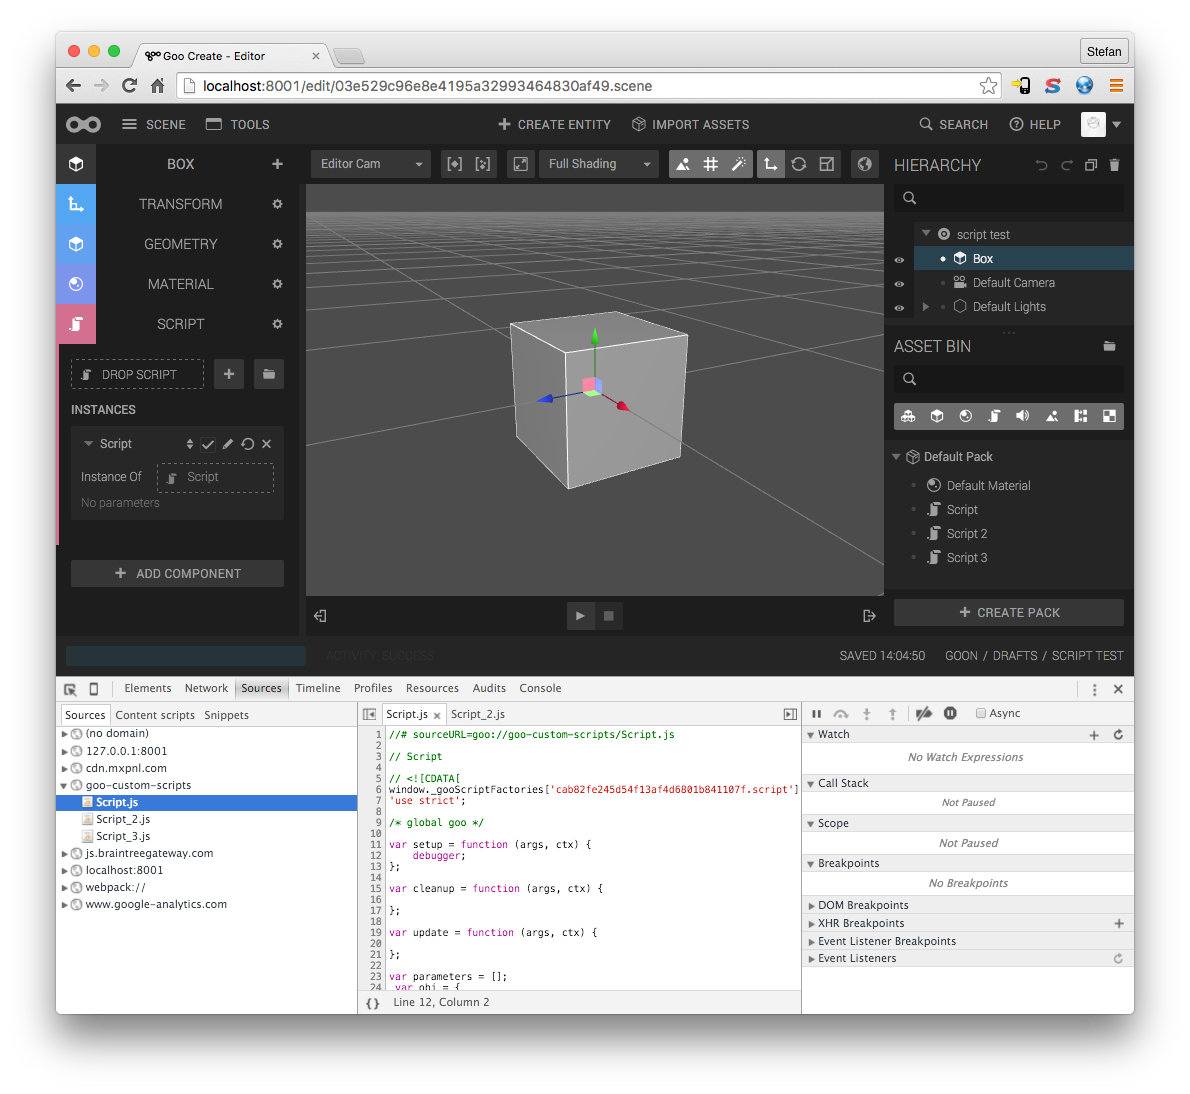 Goo Create - Editor
Stefan
localhost:8001/edit/03e529c96e8e4195a32993464830af49.scene
SCENE TOOLS CREATE ENTITY IMPORT ASSETS SEARCH HELP
BOX
TRANSFORM
GEOMETRY
MATERIAL
SCRIPT
DROP SCRIPT
INSTANCES
Script
Instance Of Script
No parameters
ADD COMPONENT
Editor Cam Full Shading
HIERARCHY
script test
Box
Default Camera
Default Lights
ASSET BIN
Default Pack
Default Material
Script
Script 2
Script 3
CREATE PACK
ACTIVITY: SUCCESS
SAVED 14:04:50 GOON / DRAFTS / SCRIPT TEST
Elements Network Sources Timeline Profiles Resources Audits Console
Sources Content scripts Snippets
(no domain)
127.0.0.1:8001
cdn.mxpnl.com
goo-custom-scripts
Script.js
Script_2.js
Script_3.js
js.braintreegateway.com
localhost:8001
webpack://
www.google-analytics.com
Script.js Script_2.js
1 //# sourceURL=goo://goo-custom-scripts/Script.js
2
3 // Script
4
5 // <![CDATA[
6 window._gooScriptFactories['cab82fe245d54f13af4d6801b841107f.script']
7 'use strict';
8
9 /* global goo */
10
11 var setup = function (args, ctx) {
12 debugger;
13 };
14
15 var cleanup = function (args, ctx) {
16
17 };
18
19 var update = function (args, ctx) {
20
21 };
22
23 var parameters = [];
24 var obj = {
{} Line 12, Column 2
Async
Watch
No Watch Expressions
Call Stack
Not Paused
Scope
Not Paused
Breakpoints
No Breakpoints
DOM Breakpoints
XHR Breakpoints
Event Listener Breakpoints
Event Listeners